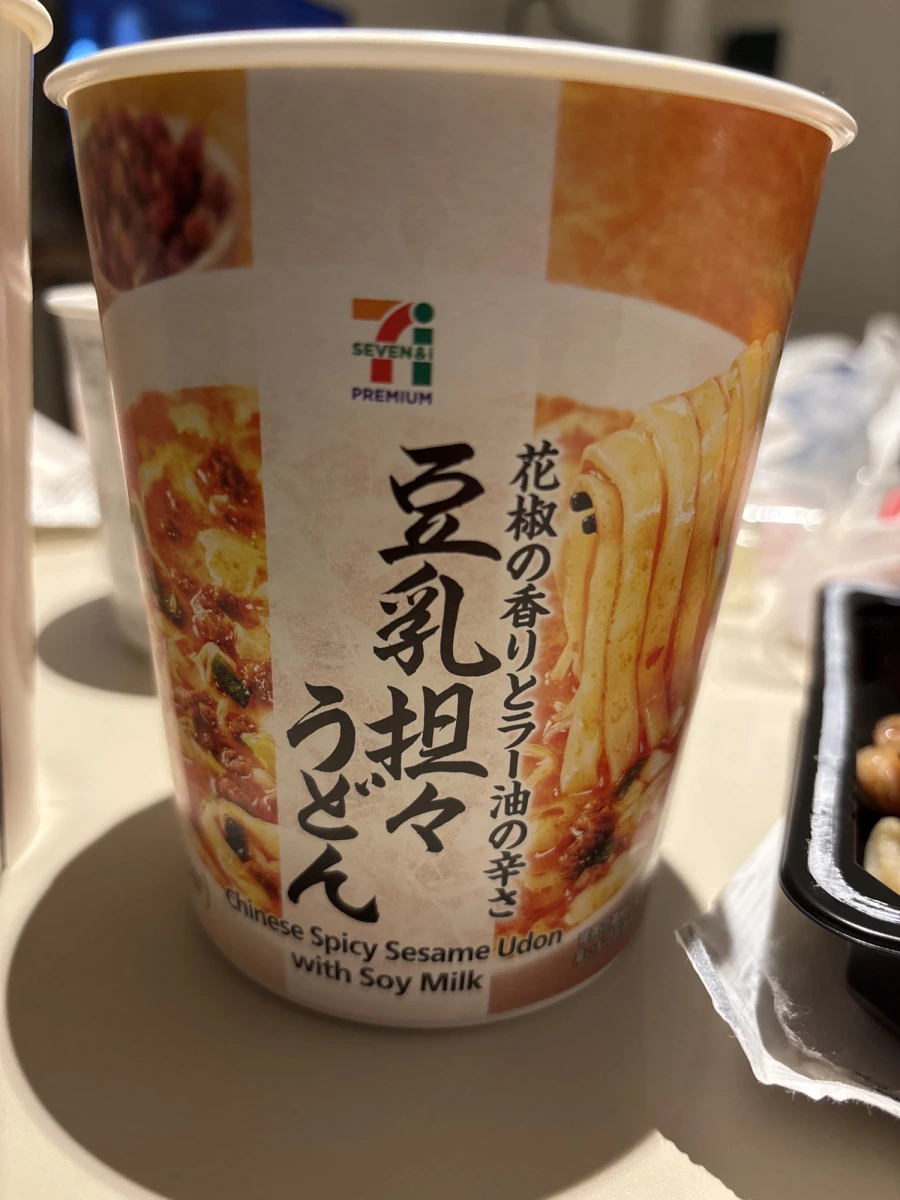 SEVEN&i
PREMIUM
花椒の香りとラー油の辛さ
豆乳担々
うどん
Chinese Spicy Sesame Udon
with Soy Milk